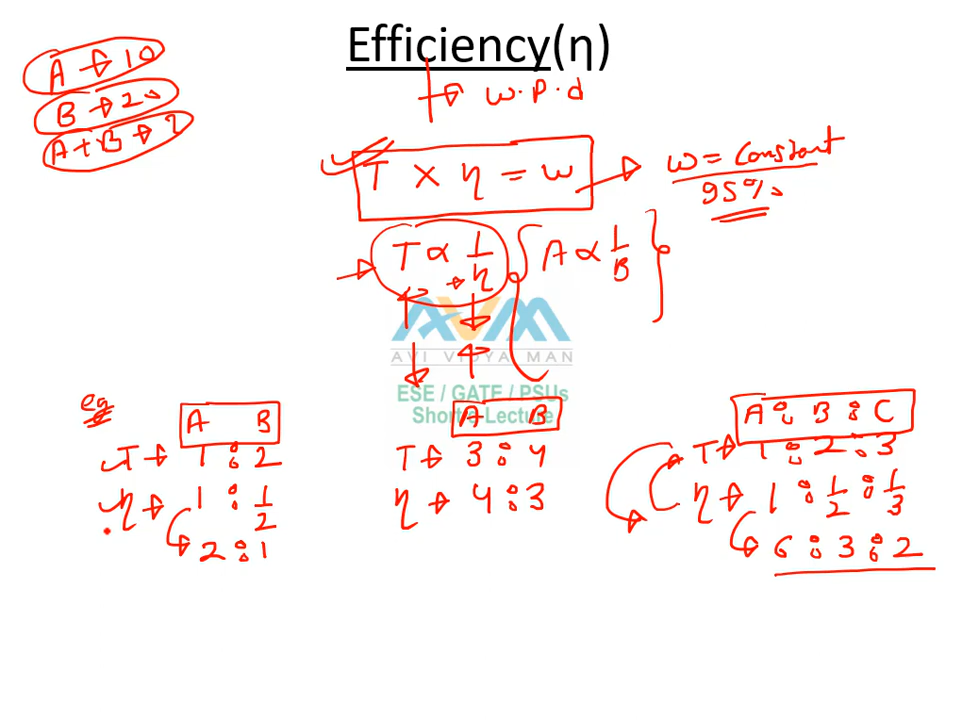 Efficiency(η)
A → 10
B → 20
A+B → ?
→ w.P.d
T × η = w
→ w = constant
95%
T ∝ 1/η
A ∝ 1/B
AVM
AVI VIDYA MAN
ESE / GATE / PSUs
Short e-Lecture
eg
A B
T → 1 : 2
η → 1 : 1/2
2 : 1
A B
T → 3 : 4
η → 4 : 3
A : B : C
T → 1 : 2 : 3
η → 1 : 1/2 : 1/3
6 : 3 : 2